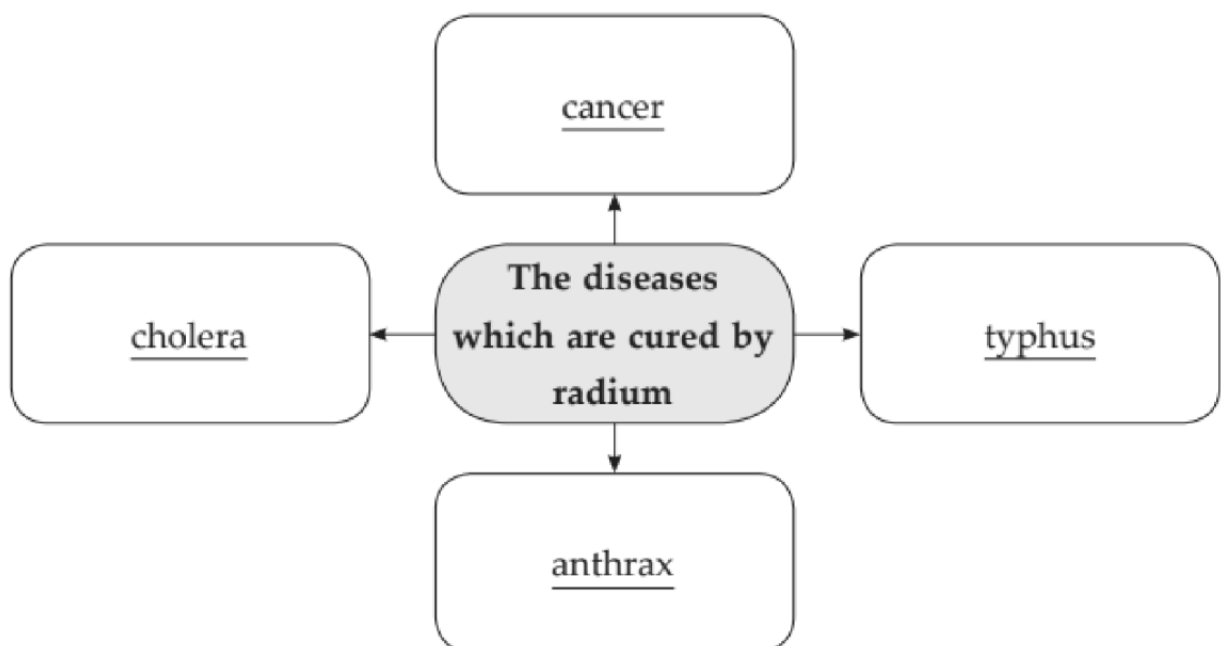 cancer
cholera
The diseases
which are cured by
radium
typhus
anthrax